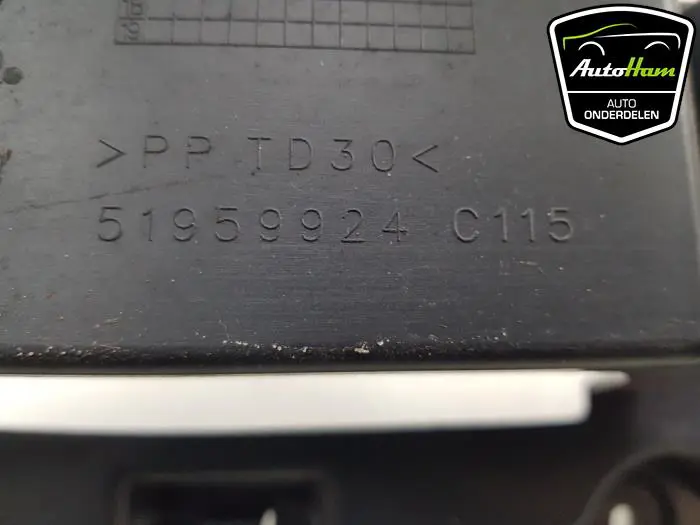 AutoHam
AUTO
ONDERDELEN
>PP TD30<
51959924 C115